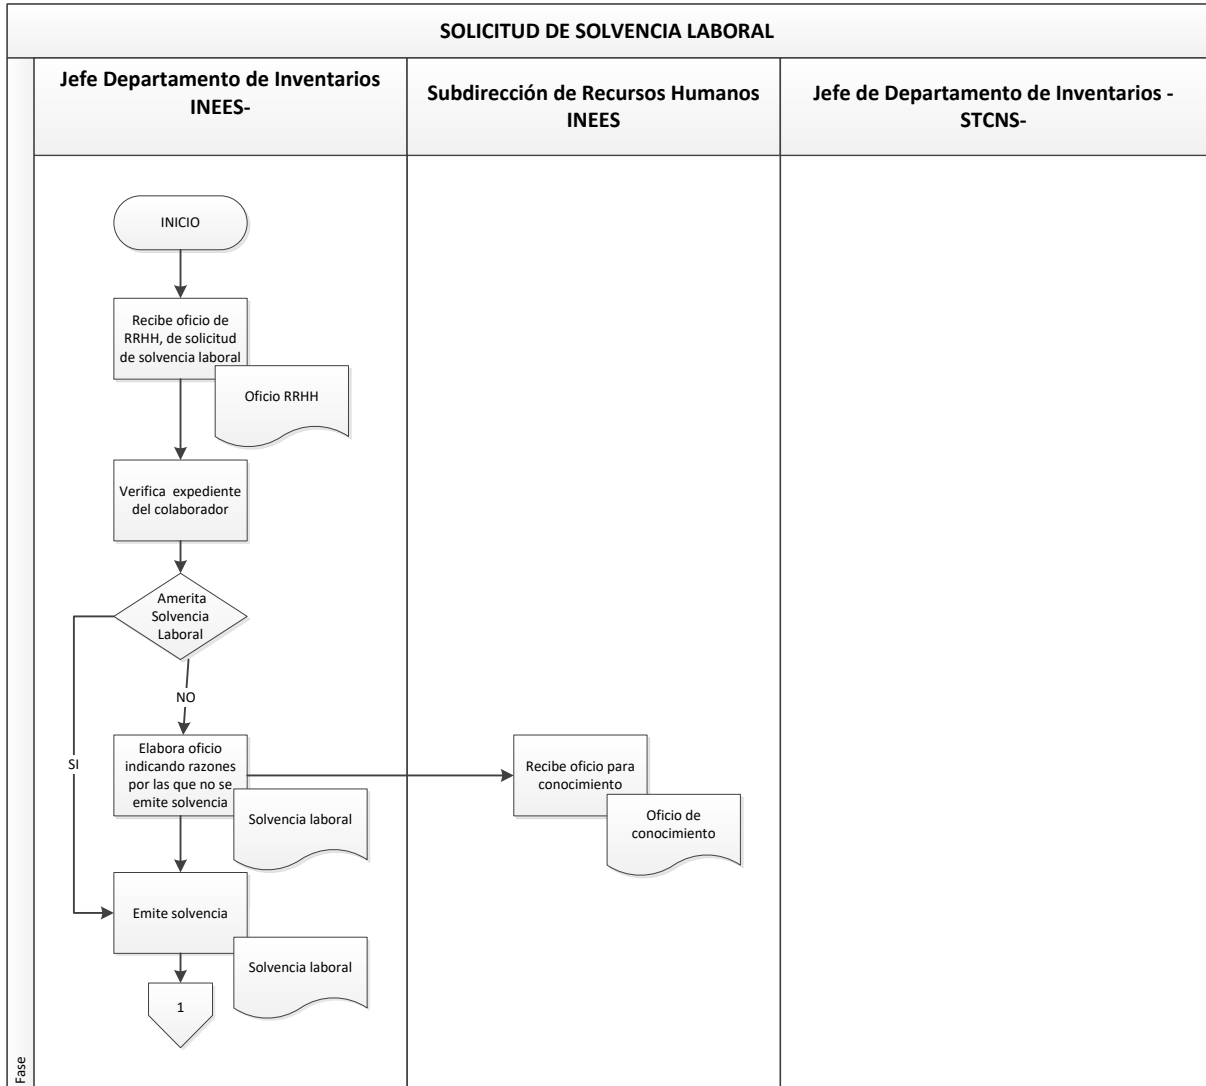 SOLICITUD DE SOLVENCIA LABORAL
Jefe Departamento de Inventarios
INEES-
Subdirección de Recursos Humanos
INEES
Jefe de Departamento de Inventarios -
STCNS-
INICIO
Recibe oficio de
RRHH, de solicitud
de solvencia laboral
Oficio RRHH
Verifica expediente
del colaborador
Amerita
Solvencia
Laboral
NO
SI
Elabora oficio
indicando razones
por las que no se
emite solvencia
Solvencia laboral
Recibe oficio para
conocimiento
Oficio de
conocimiento
Emite solvencia
Solvencia laboral
1
Fase